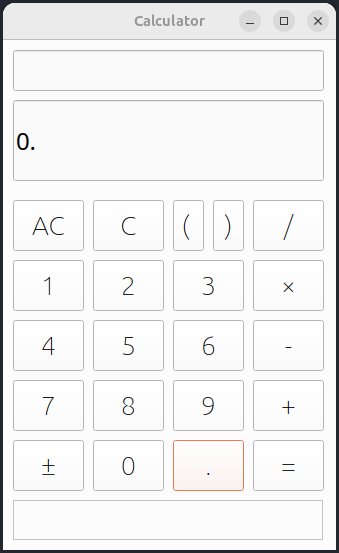 Calculator
0.
AC C ( ) /
1 2 3 ×
4 5 6 -
7 8 9 +
± 0 . =